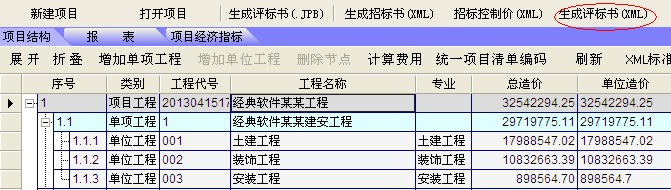 新建项目 打开项目 生成评标书(.JPB) 生成招标书(XML) 招标控制价(XML) 生成评标书(XML)
项目结构 报 表 项目经济指标
展 开 折 叠 增加单项工程 增加单位工程 删除节点 计算费用 统一项目清单编码 刷新 XML标准
序号 类别 工程代号 工程名称 专业 总造价 单位造价
1 项目工程 2013041517 经典软件某某工程 32542294.25 32542294.25
1.1 单项工程 1 经典软件某某建安工程 29719775.11 29719775.11
1.1.1 单位工程 001 土建工程 土建工程 17988547.02 17988547.02
1.1.2 单位工程 002 装饰工程 装饰工程 10832663.39 10832663.39
1.1.3 单位工程 003 安装工程 安装工程 898564.70 898564.7